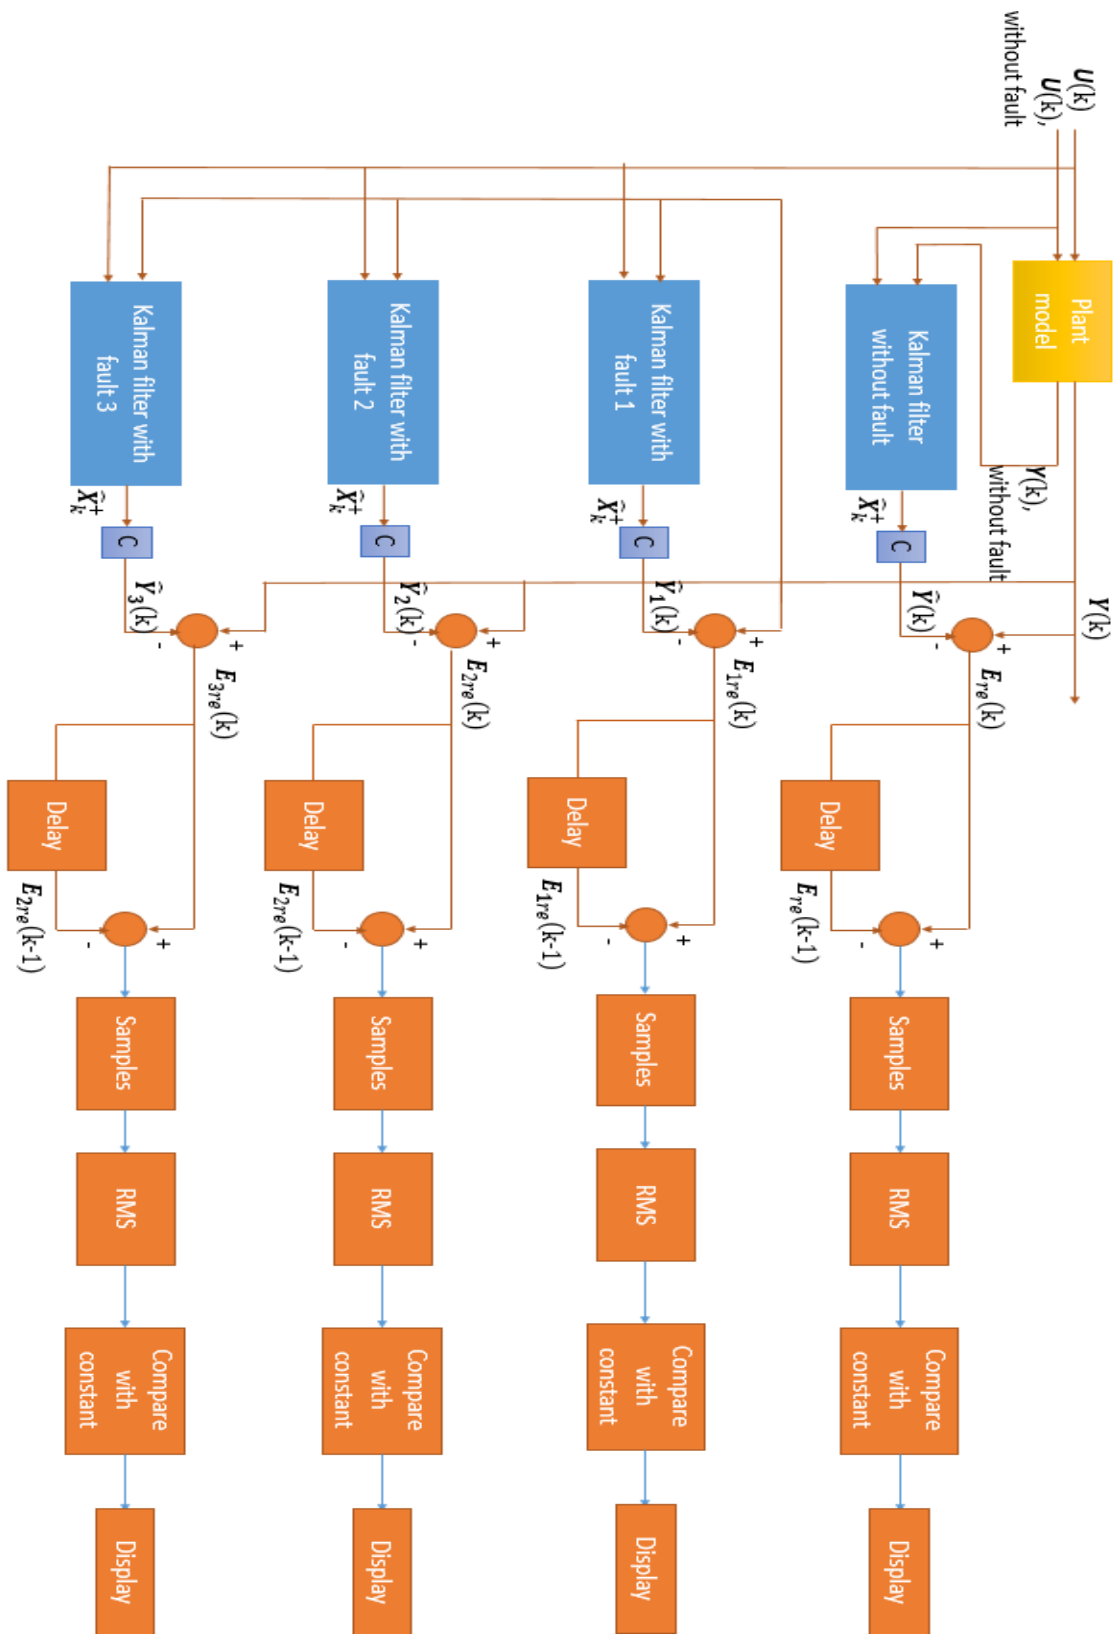 U(k)
U(k),
without fault
Plant
model
Y(k)
Y(k),
without fault
Kalman filter
without fault
X̂ₖ⁺
C
Ŷ(k)
+
-
Eᵣₑ(k)
Delay
Eᵣₑ(k-1)
+
-
Samples
RMS
Compare
with
constant
Display
Kalman filter with
fault 1
X̂ₖ⁺
C
Ŷ₁(k)
+
-
E₁ᵣₑ(k)
Delay
E₁ᵣₑ(k-1)
+
-
Samples
RMS
Compare
with
constant
Display
Kalman filter with
fault 2
X̂ₖ⁺
C
Ŷ₂(k)
+
-
E₂ᵣₑ(k)
Delay
E₂ᵣₑ(k-1)
+
-
Samples
RMS
Compare
with
constant
Display
Kalman filter with
fault 3
X̂ₖ⁺
C
Ŷ₃(k)
+
-
E₃ᵣₑ(k)
Delay
E₂ᵣₑ(k-1)
+
-
Samples
RMS
Compare
with
constant
Display